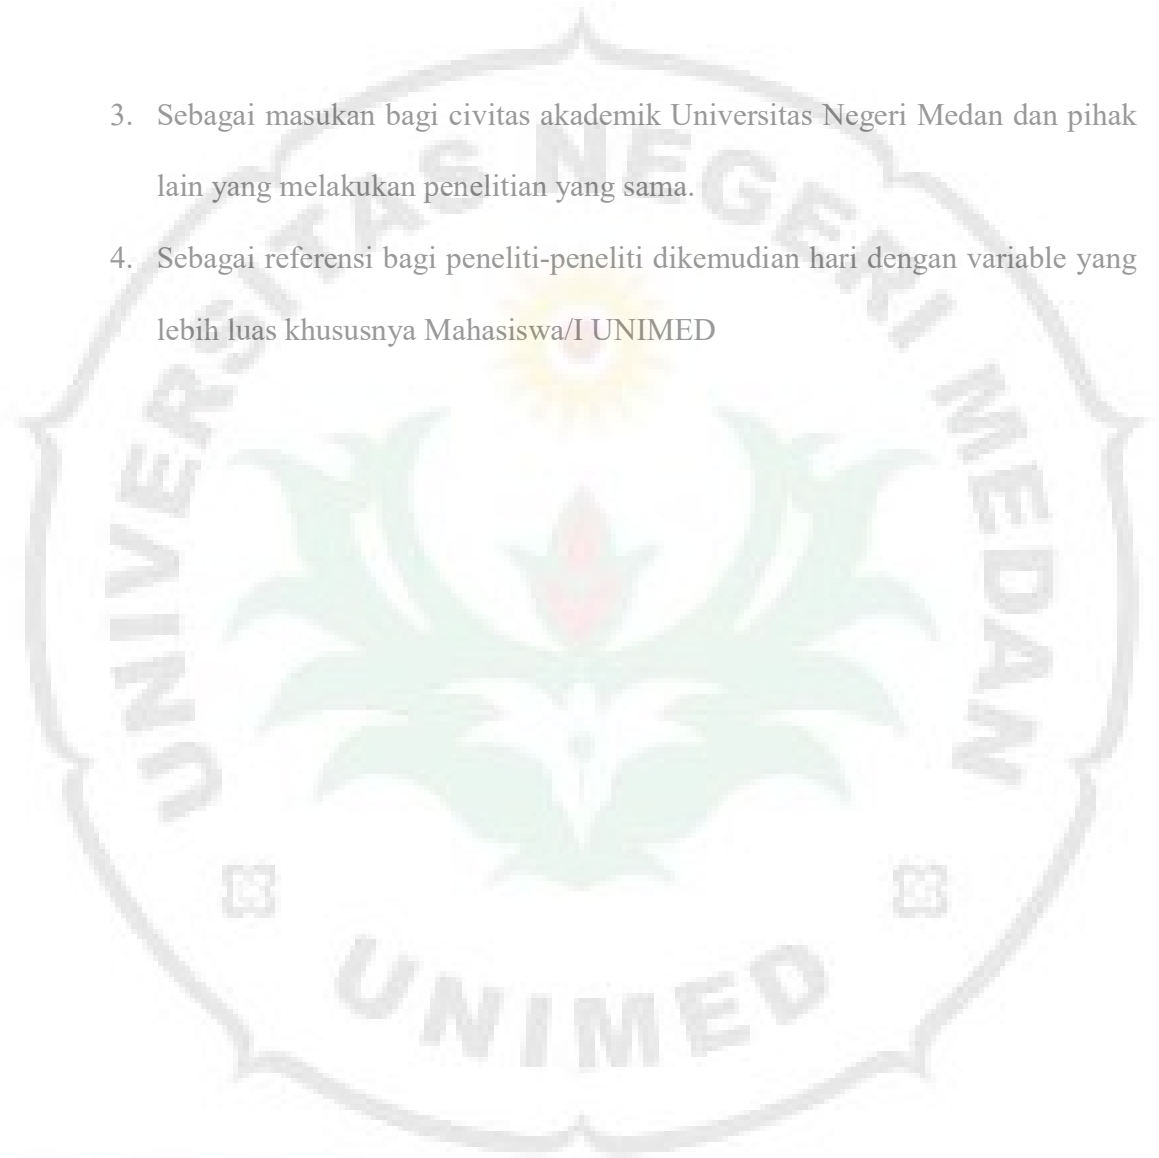 3. Sebagai masukan bagi civitas akademik Universitas Negeri Medan dan pihak
lain yang melakukan penelitian yang sama.
4. Sebagai referensi bagi peneliti-peneliti dikemudian hari dengan variable yang
lebih luas khususnya Mahasiswa/I UNIMED
UNIVERSITAS NEGERI MEDAN
UNIMED